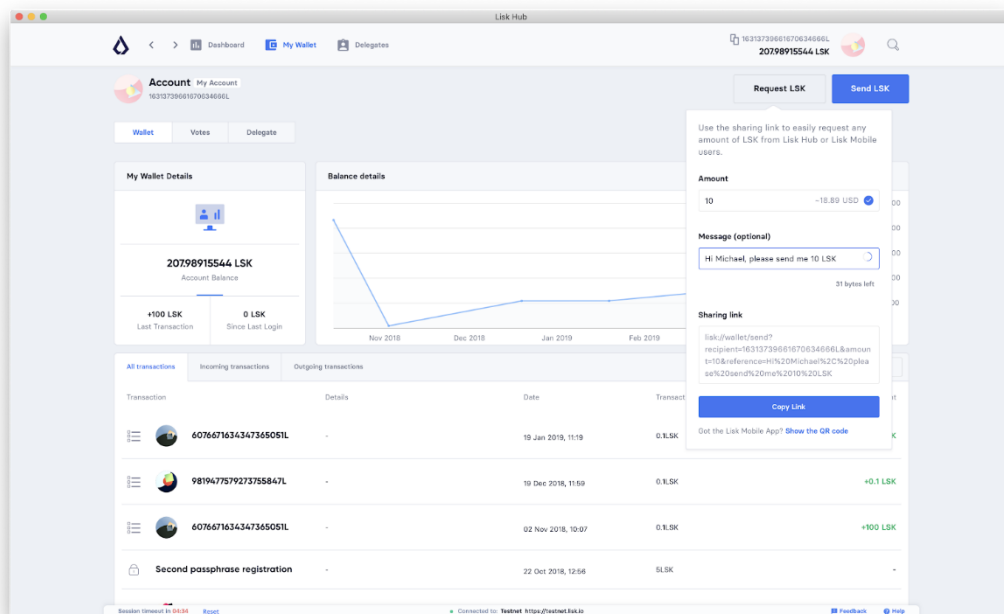 Lisk Hub
Dashboard
My Wallet
Delegates
16313739661670634666L
207.98915544 LSK
Account My Account
16313739661670634666L
Request LSK
Send LSK
Wallet
Votes
Delegate
Use the sharing link to easily request any
amount of LSK from Lisk Hub or Lisk Mobile
users.
Amount
10
~18.89 USD
Message (optional)
Hi Michael, please send me 10 LSK
31 bytes left
Sharing link
lisk://wallet/send?
recipient=16313739661670634666L&amoun
t=10&reference=Hi%20Michael%2C%20plea
se%20send%20me%2010%20LSK
Copy Link
Got the Lisk Mobile App? Show the QR code
My Wallet Details
207.98915544 LSK
Account Balance
+100 LSK
Last Transaction
0 LSK
Since Last Login
Balance details
Nov 2018
Dec 2018
Jan 2019
Feb 2019
All transactions
Incoming transactions
Outgoing transactions
Transaction
Details
Date
Transact
6076671634347365051L
-
19 Jan 2019, 11:19
0.1LSK
9819477579273755847L
-
19 Dec 2018, 11:59
0.1LSK
+0.1 LSK
6076671634347365051L
-
02 Nov 2018, 10:07
0.1LSK
+100 LSK
Second passphrase registration
-
22 Oct 2018, 12:56
5LSK
-
Session timeout in 04:34
Reset
Connected to: Testnet https://testnet.lisk.io
Feedback
Help